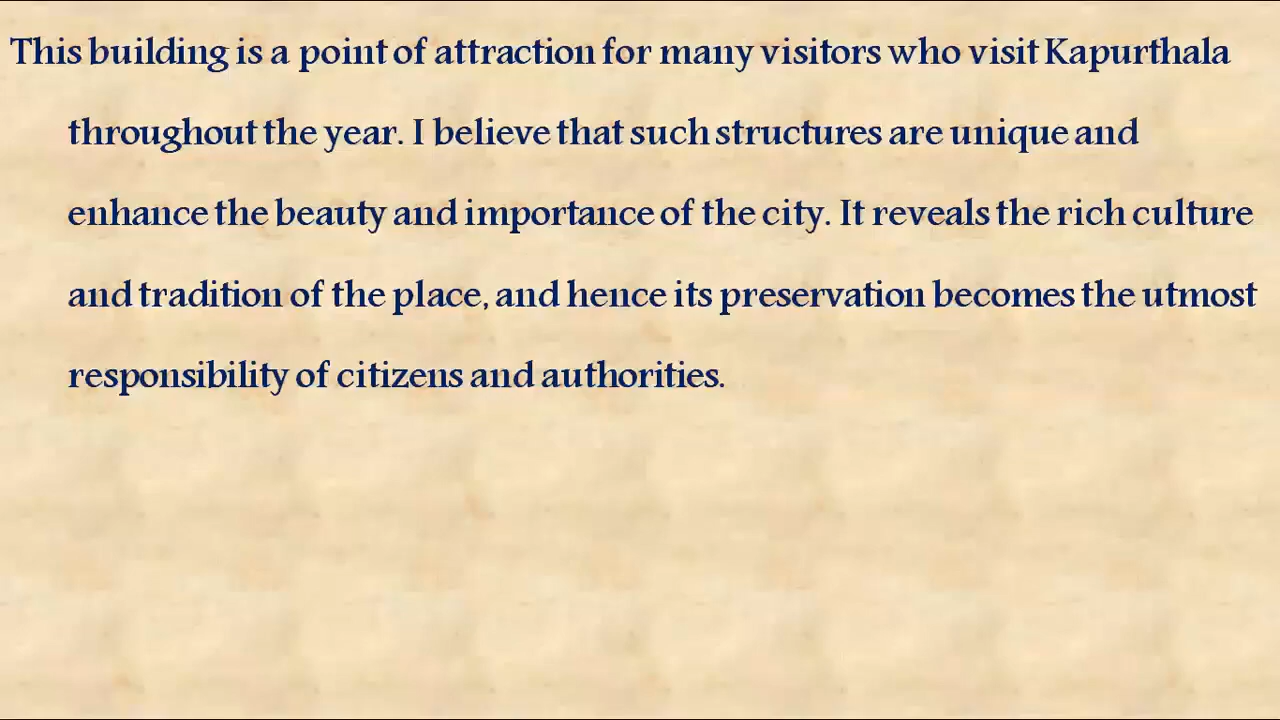 This building is a point of attraction for many visitors who visit Kapurthala
throughout the year. I believe that such structures are unique and
enhance the beauty and importance of the city. It reveals the rich culture
and tradition of the place, and hence its preservation becomes the utmost
responsibility of citizens and authorities.